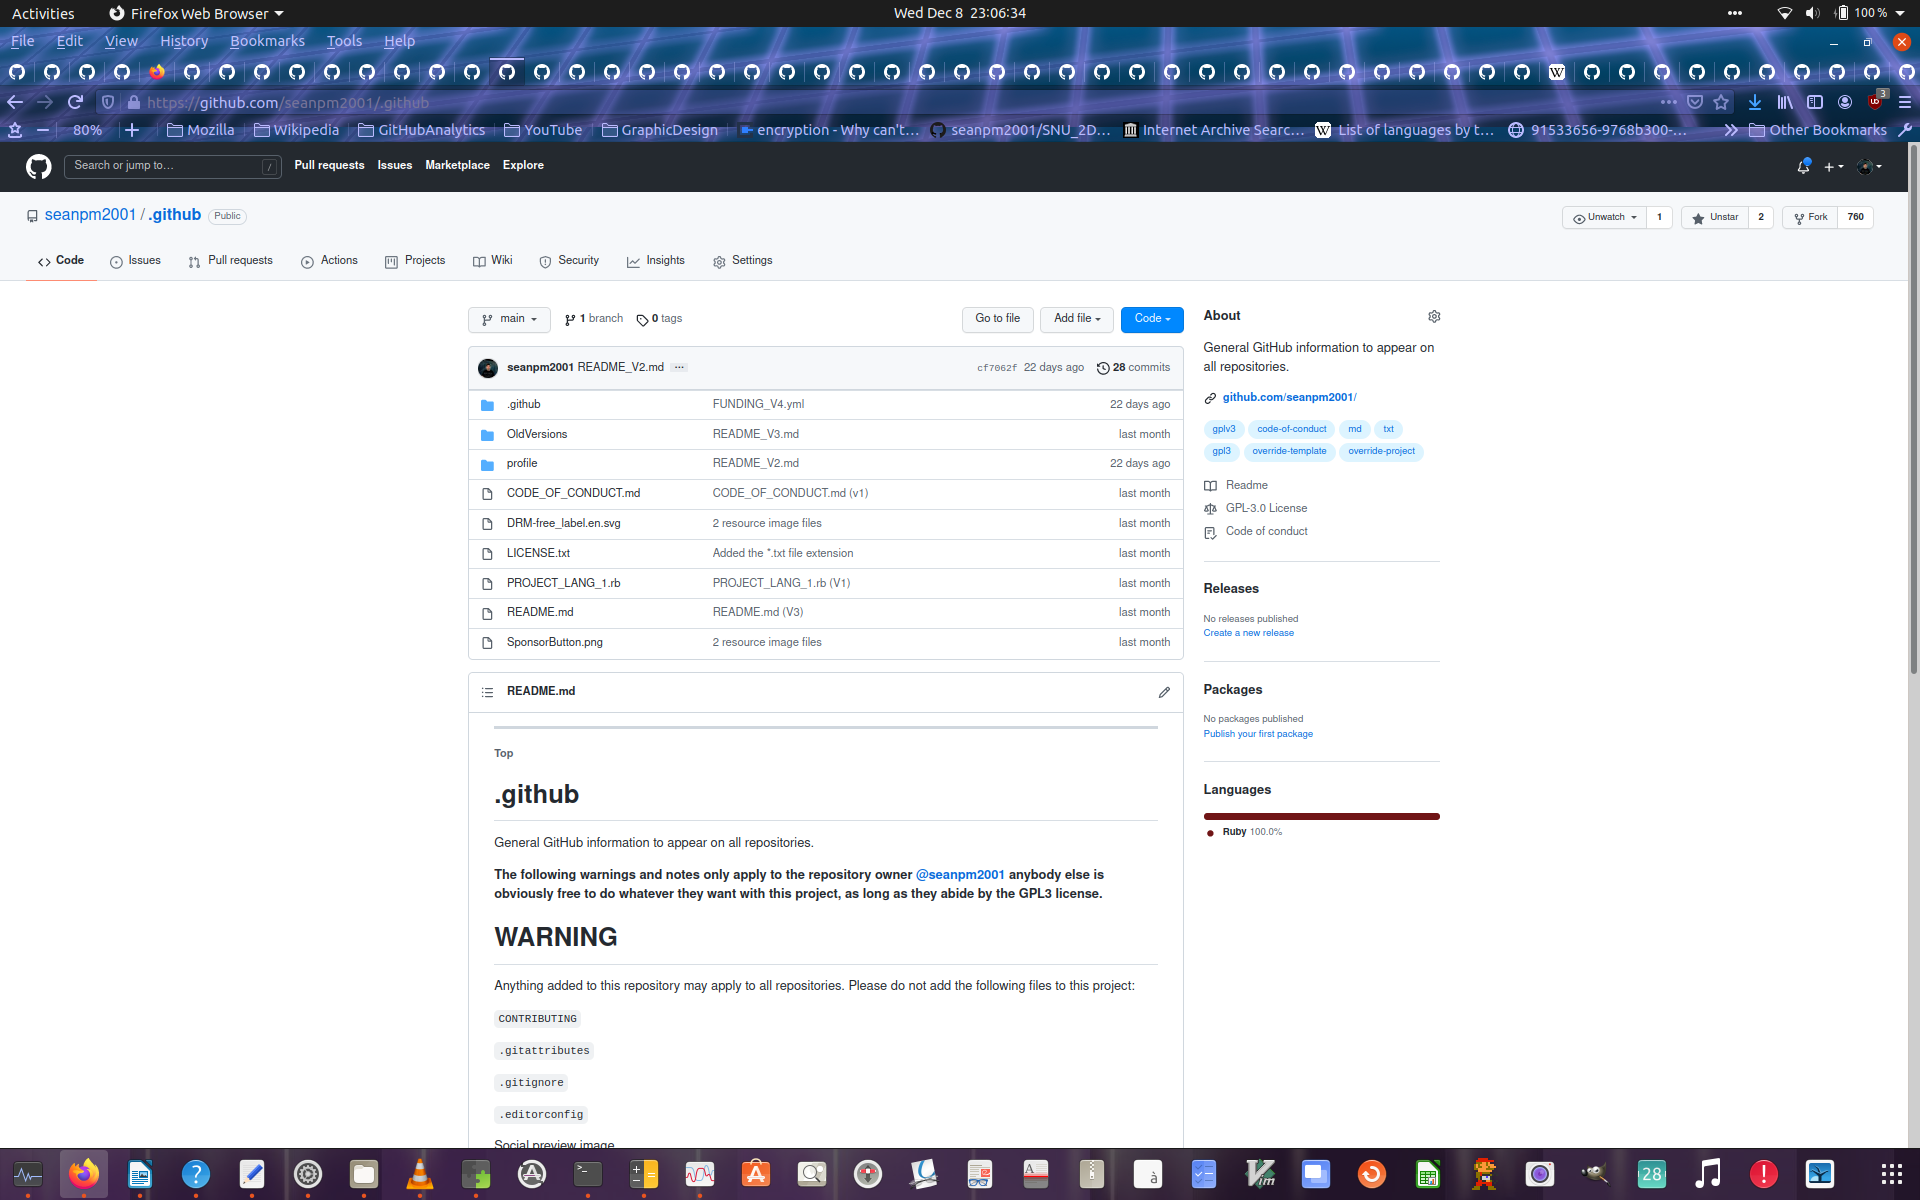 Activities Firefox Web Browser Wed Dec 8 23:06:34 100 %
File Edit View History Bookmarks Tools Help
https://github.com/seanpm2001/.github 3
80% Mozilla Wikipedia GitHubAnalytics YouTube GraphicDesign encryption - Why can't… seanpm2001/SNU_2D… Internet Archive Searc… List of languages by t… 91533656-9768b300-… Other Bookmarks
Search or jump to… / Pull requests Issues Marketplace Explore
seanpm2001 / .github Public Unwatch 1 Unstar 2 Fork 760
Code Issues Pull requests Actions Projects Wiki Security Insights Settings
main 1 branch 0 tags Go to file Add file Code
seanpm2001 README_V2.md … cf7062f 22 days ago 28 commits
.github FUNDING_V4.yml 22 days ago
OldVersions README_V3.md last month
profile README_V2.md 22 days ago
CODE_OF_CONDUCT.md CODE_OF_CONDUCT.md (v1) last month
DRM-free_label.en.svg 2 resource image files last month
LICENSE.txt Added the *.txt file extension last month
PROJECT_LANG_1.rb PROJECT_LANG_1.rb (V1) last month
README.md README.md (V3) last month
SponsorButton.png 2 resource image files last month
README.md
Top
.github
General GitHub information to appear on all repositories.
The following warnings and notes only apply to the repository owner @seanpm2001 anybody else is
obviously free to do whatever they want with this project, as long as they abide by the GPL3 license.
WARNING
Anything added to this repository may apply to all repositories. Please do not add the following files to this project:
CONTRIBUTING
.gitattributes
.gitignore
.editorconfig
Social preview image
About
General GitHub information to appear on
all repositories.
github.com/seanpm2001/
gplv3 code-of-conduct md txt
gpl3 override-template override-project
Readme
GPL-3.0 License
Code of conduct
Releases
No releases published
Create a new release
Packages
No packages published
Publish your first package
Languages
Ruby 100.0%
28